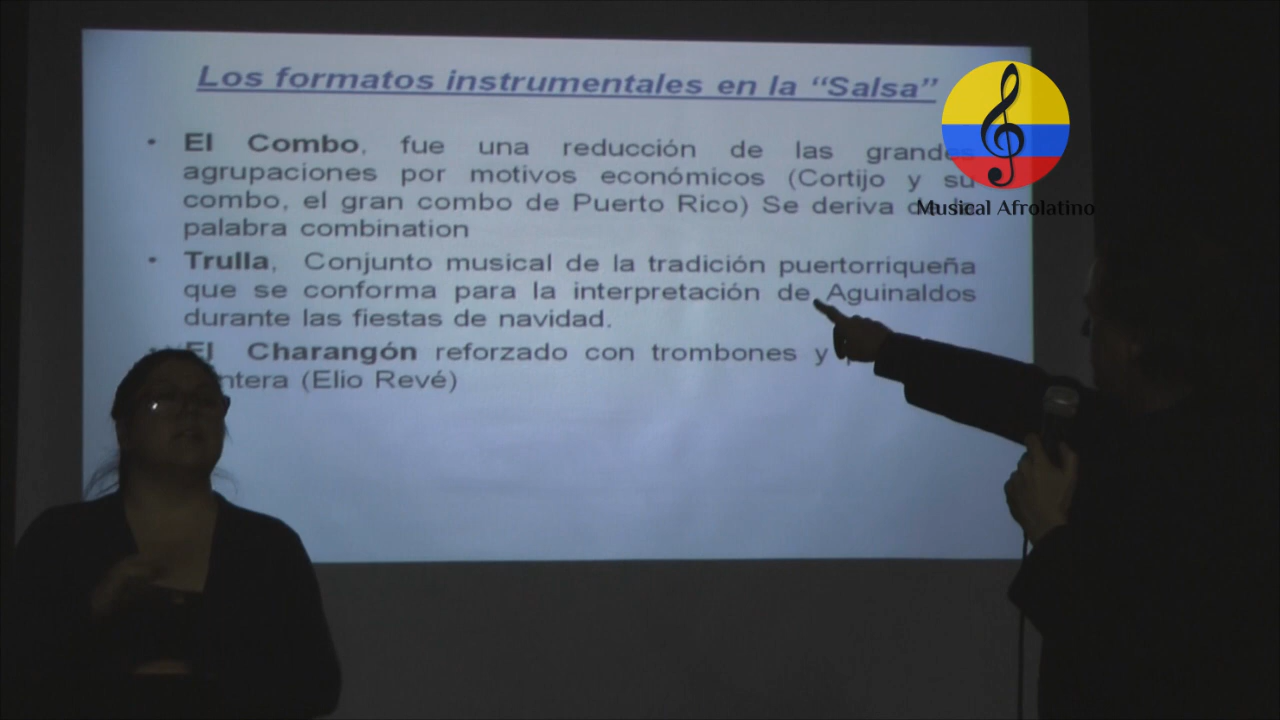 Los formatos instrumentales en la “Salsa”
• El Combo, fue una reducción de las grandes
agrupaciones por motivos económicos (Cortijo y su
combo, el gran combo de Puerto Rico) Se deriva
palabra combination
• Trulla, Conjunto musical de la tradición puertorriqueña
que se conforma para la interpretación de Aguinaldos
durante las fiestas de navidad.
• El Charangón reforzado con trombones y
(Elio Revé)
Musical Afrolatino